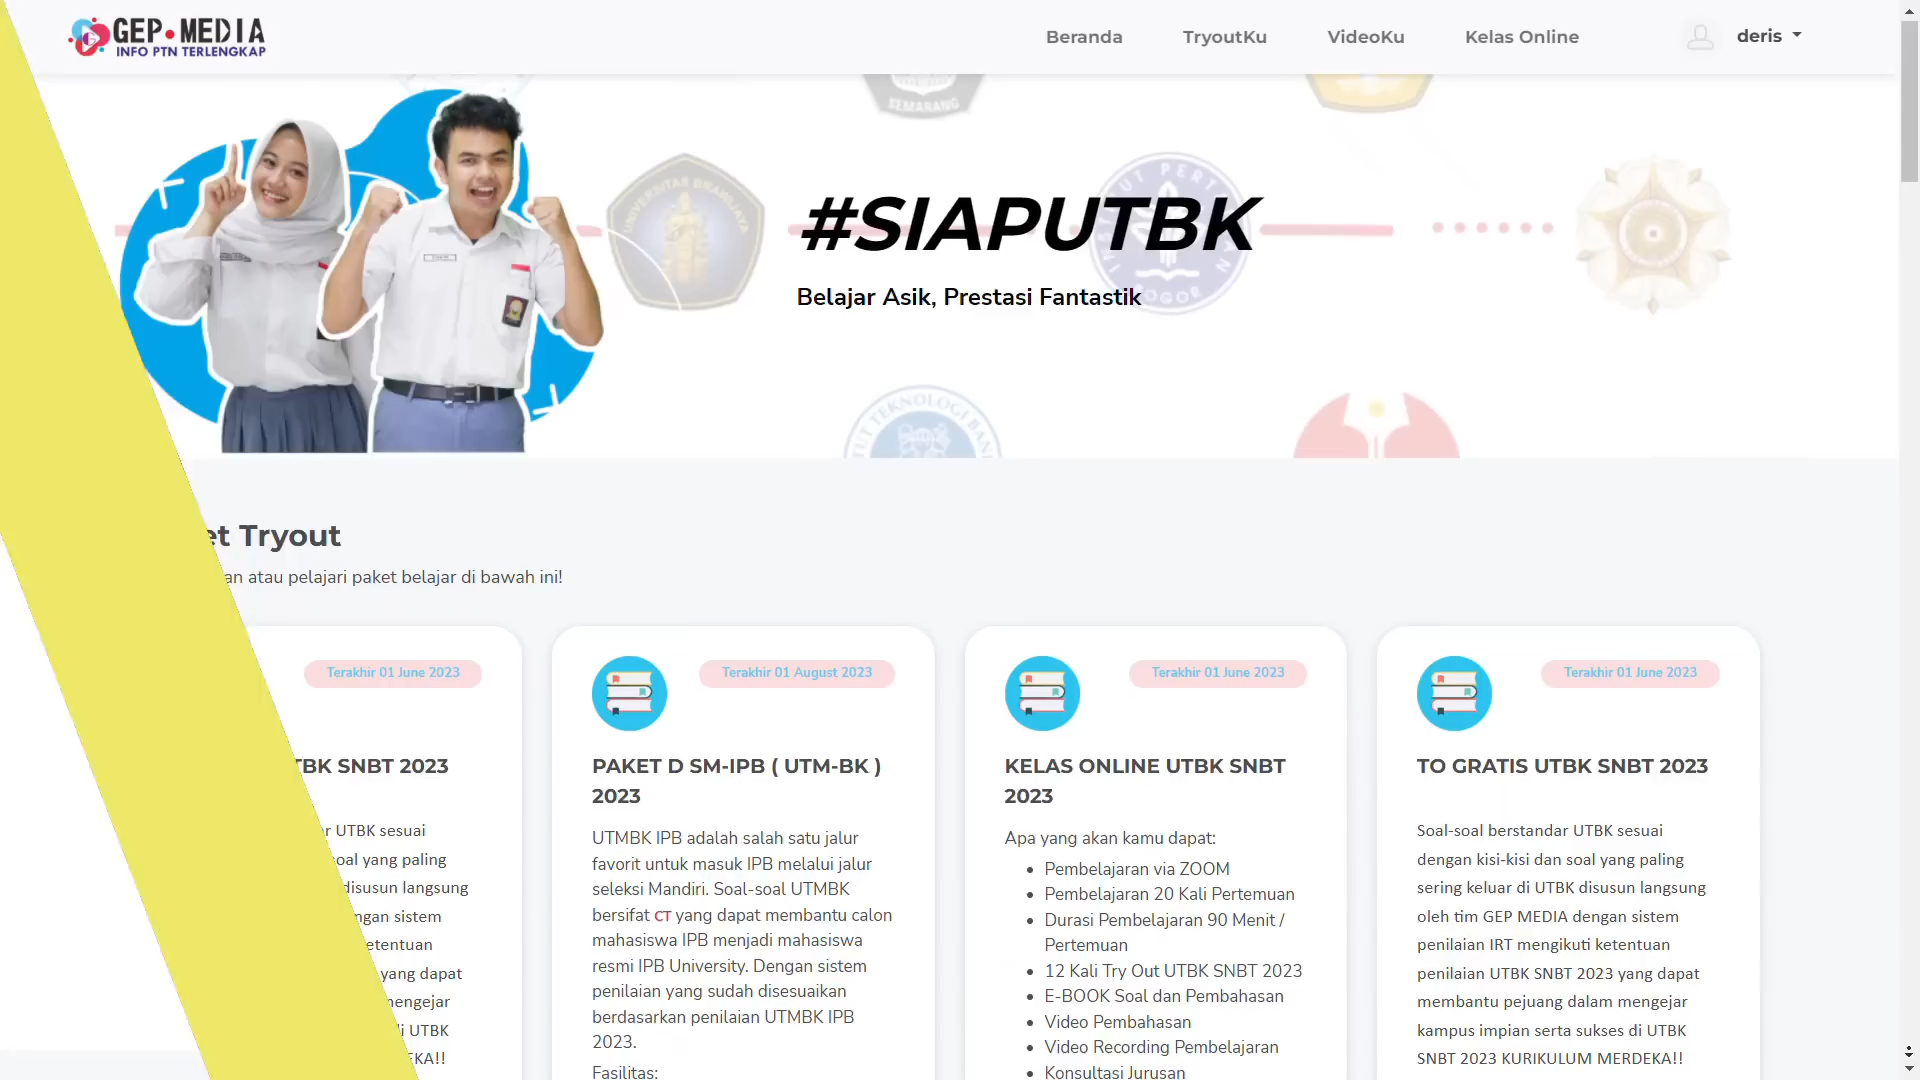 GEP•MEDIA
INFO PTN TERLENGKAP
Beranda
TryoutKu
VideoKu
Kelas Online
deris
SEMARANG
UNIVERSITAS BRAWIJAYA
#SIAPUTBK
Belajar Asik, Prestasi Fantastik
BOGOR
Tryout
atau pelajari paket belajar di bawah ini!
Terakhir 01 June 2023
SNBT 2023
UTBK sesuai
yang paling
disusun langsung
sistem
yang dapat
UTBK
Terakhir 01 August 2023
PAKET D SM-IPB ( UTM-BK )
2023
UTMBK IPB adalah salah satu jalur
favorit untuk masuk IPB melalui jalur
seleksi Mandiri. Soal-soal UTMBK
bersifat CT yang dapat membantu calon
mahasiswa IPB menjadi mahasiswa
resmi IPB University. Dengan sistem
penilaian yang sudah disesuaikan
berdasarkan penilaian UTMBK IPB
2023.
Fasilitas:
Terakhir 01 June 2023
KELAS ONLINE UTBK SNBT
2023
Apa yang akan kamu dapat:
• Pembelajaran via ZOOM
• Pembelajaran 20 Kali Pertemuan
• Durasi Pembelajaran 90 Menit /
Pertemuan
• 12 Kali Try Out UTBK SNBT 2023
• E-BOOK Soal dan Pembahasan
• Video Pembahasan
• Video Recording Pembelajaran
• Konsultasi Jurusan
Terakhir 01 June 2023
TO GRATIS UTBK SNBT 2023
Soal-soal berstandar UTBK sesuai
dengan kisi-kisi dan soal yang paling
sering keluar di UTBK disusun langsung
oleh tim GEP MEDIA dengan sistem
penilaian IRT mengikuti ketentuan
penilaian UTBK SNBT 2023 yang dapat
membantu pejuang dalam mengejar
kampus impian serta sukses di UTBK
SNBT 2023 KURIKULUM MERDEKA!!